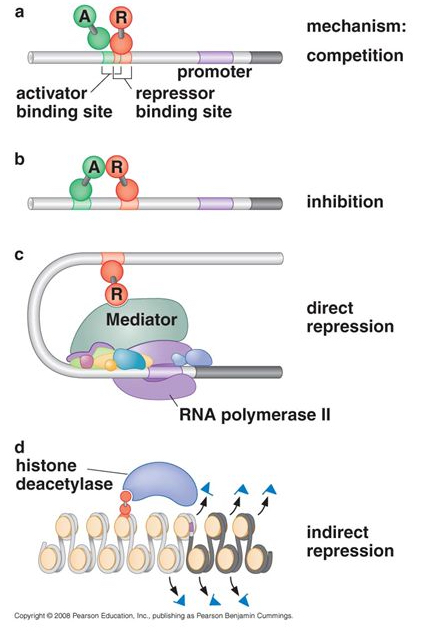 a
A R
mechanism:
competition
promoter
activator
binding site
repressor
binding site
b
A R
inhibition
c
R
Mediator
direct
repression
RNA polymerase II
d
histone
deacetylase
indirect
repression
Copyright © 2008 Pearson Education, Inc., publishing as Pearson Benjamin Cummings.